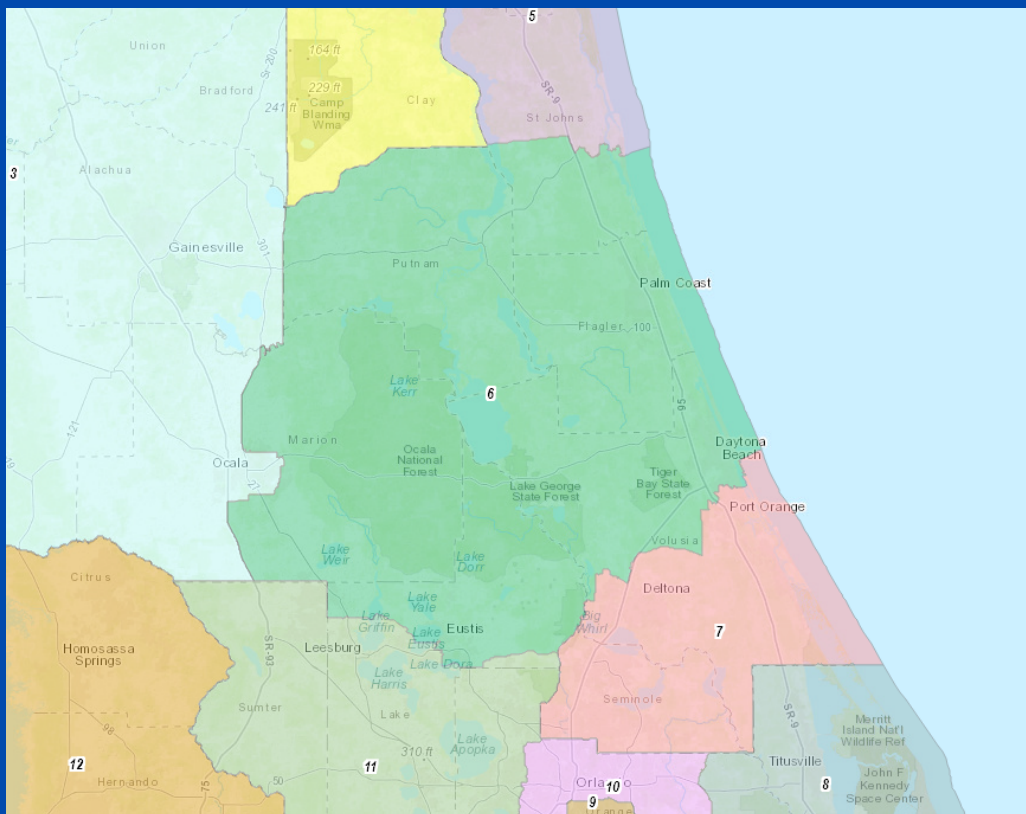 5
Union
164 ft
SR-200
229 ft
Bradford
241 ft
Camp
Blanding
Wma
Clay
SR-9
St Johns
3
Alachua
Gainesville
301
Putnam
Palm Coast
Flagler
100
Lake
Kerr
6
95
121
Marion
Daytona
Beach
Ocala
Ocala
National
Forest
Lake George
State Forest
Tiger
Bay State
Forest
27
Port Orange
Volusia
Lake
Weir
Lake
Dorr
Citrus
Deltona
Lake
Yale
Lake
Griffin
Big
Whirl
Eustis
Lake
Eustis
7
SR-93
Leesburg
Homosassa
Springs
Lake Dora
Lake
Harris
Seminole
Sumter
Lake
SR-9
Merritt
Island Nat'l
Wildlife Ref
98
Lake
Apopka
310 ft
12
11
Titusville
50
75
Hernando
Orlando
10
8
John F
Kennedy
Space Center
9
Orange